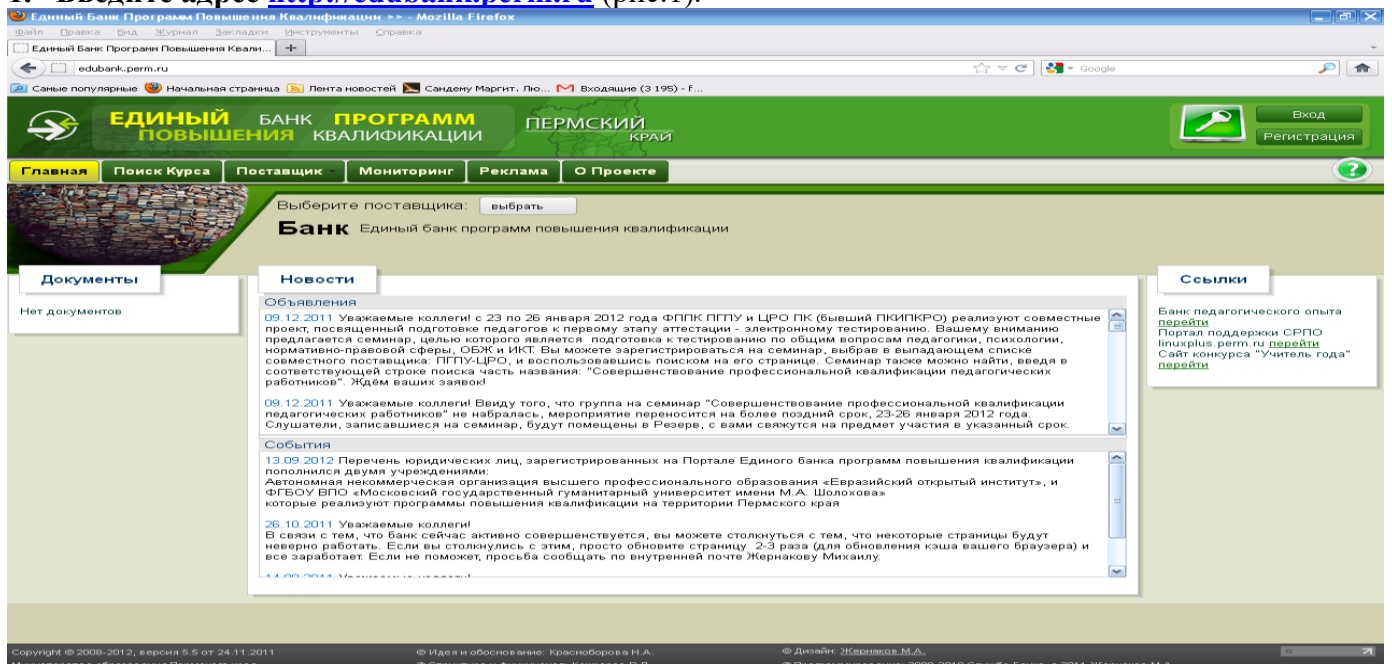 1. Введите адрес http://edubank.perm.ru (рис.1).
Единый Банк Программ Повышения Квалификации >> - Mozilla Firefox
Файл Правка Вид Журнал Закладки Инструменты Справка
Единый Банк Программ Повышения Квали... +
edubank.perm.ru
Google
Самые популярные Начальная страница Лента новостей Сандему Маргит. Лю... Входящие (3 195) - f...
ЕДИНЫЙ БАНК ПРОГРАММ
ПОВЫШЕНИЯ КВАЛИФИКАЦИИ
ПЕРМСКИЙ
КРАЙ
Вход
Регистрация
Главная Поиск Курса Поставщик Мониторинг Реклама О Проекте
?
Выберите поставщика: выбрать
Банк Единый банк программ повышения квалификации
Документы
Нет документов
Новости
Объявления
09.12.2011 Уважаемые коллеги! с 23 по 26 января 2012 года ФППК ПГПУ и ЦРО ПК (бывший ПКИПКРО) реализуют совместные
проект, посвященный подготовке педагогов к первому этапу аттестации - электронному тестированию. Вашему вниманию
предлагается семинар, целью которого является подготовка к тестированию по общим вопросам педагогики, психологии,
нормативно-правовой сферы, ОБЖ и ИКТ. Вы можете зарегистрироваться на семинар, выбрав в выпадающем списке
совместного поставщика: ПГПУ-ЦРО, и воспользовавшись поиском на его странице. Семинар также можно найти, введя в
соответствующей строке поиска часть названия: "Совершенствование профессиональной квалификации педагогических
работников". Ждём ваших заявок!
09.12.2011 Уважаемые коллеги! Ввиду того, что группа на семинар "Совершенствование профессиональной квалификации
педагогических работников" не набралась, мероприятие переносится на более поздний срок, 23-26 января 2012 года.
Слушатели, записавшиеся на семинар, будут помещены в Резерв, с вами свяжутся на предмет участия в указанный срок.
События
13.09.2012 Перечень юридических лиц, зарегистрированных на Портале Единого банка программ повышения квалификации
пополнился двумя учреждениями:
Автономная некоммерческая организация высшего профессионального образования «Евразийский открытый институт», и
ФГБОУ ВПО «Московский государственный гуманитарный университет имени М.А. Шолохова»
которые реализуют программы повышения квалификации на территории Пермского края
26.10.2011 Уважаемые коллеги!
В связи с тем, что банк сейчас активно совершенствуется, вы можете столкнуться с тем, что некоторые страницы будут
неверно работать. Если вы столкнулись с этим, просто обновите страницу 2-3 раза (для обновления кэша вашего браузера) и
все заработает. Если не поможет, просьба сообщать по внутренней почте Жернакову Михаилу.
Уважаемые коллеги!
Ссылки
Банк педагогического опыта
перейти
Портал поддержки СРПО
linuxplus.perm.ru перейти
Сайт конкурса "Учитель года"
перейти
Copyright © 2008-2012, версия 5.5 от 24.11.2011
© Идея и обоснование: Красноборова Н.А.
© Дизайн: Жернаков М.А.